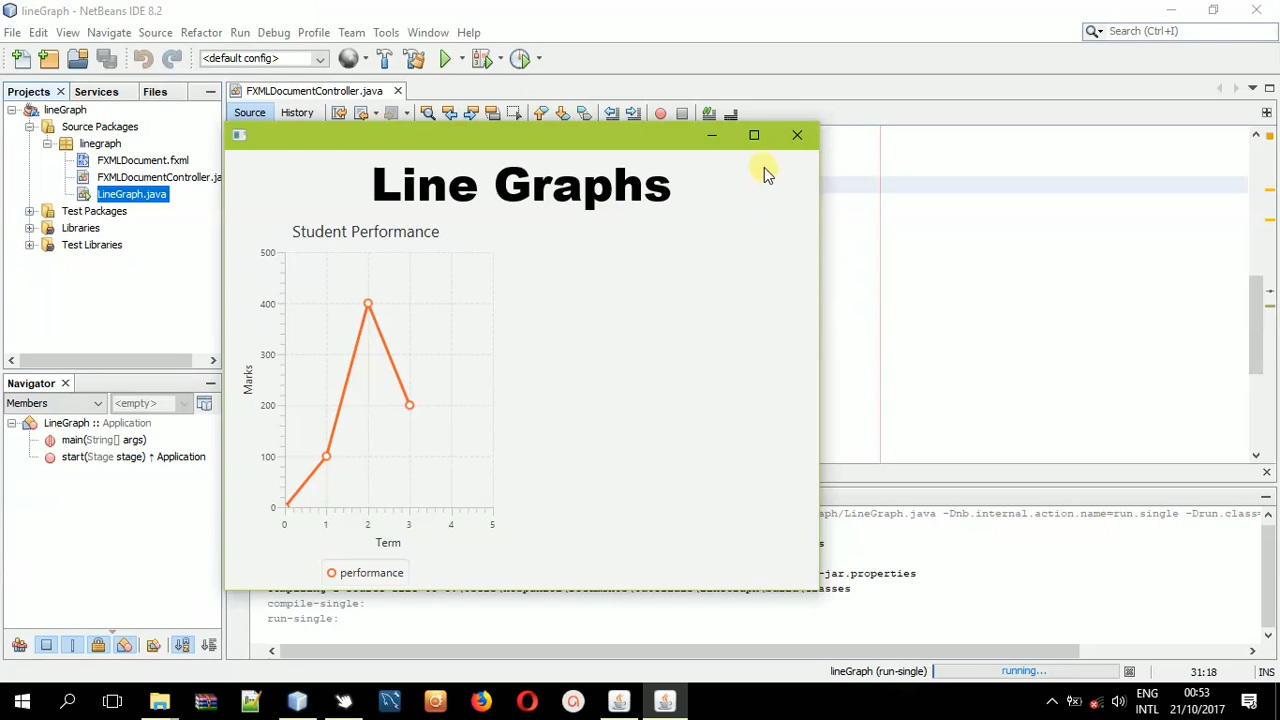 lineGraph - NetBeans IDE 8.2
File Edit View Navigate Source Refactor Run Debug Profile Team Tools Window Help
Search (Ctrl+I)
<default config>
Projects Services Files
FXMLDocumentController.java
Source History
lineGraph
Source Packages
linegraph
FXMLDocument.fxml
FXMLDocumentController.ja
LineGraph.java
Test Packages
Libraries
Test Libraries
Line Graphs
Student Performance
500
400
300
200
100
0
Marks
0 1 2 3 4 5
Term
performance
Navigator
Members <empty>
LineGraph :: Application
main(String[] args)
start(Stage stage) ↑ Application
ph/LineGraph.java -Dnb.internal.action.name=run.single -Drun.class=
s
-jar.properties
compile-single:
run-single:
lineGraph (run-single) running... 31:18 INS
ENG
INTL
00:53
21/10/2017